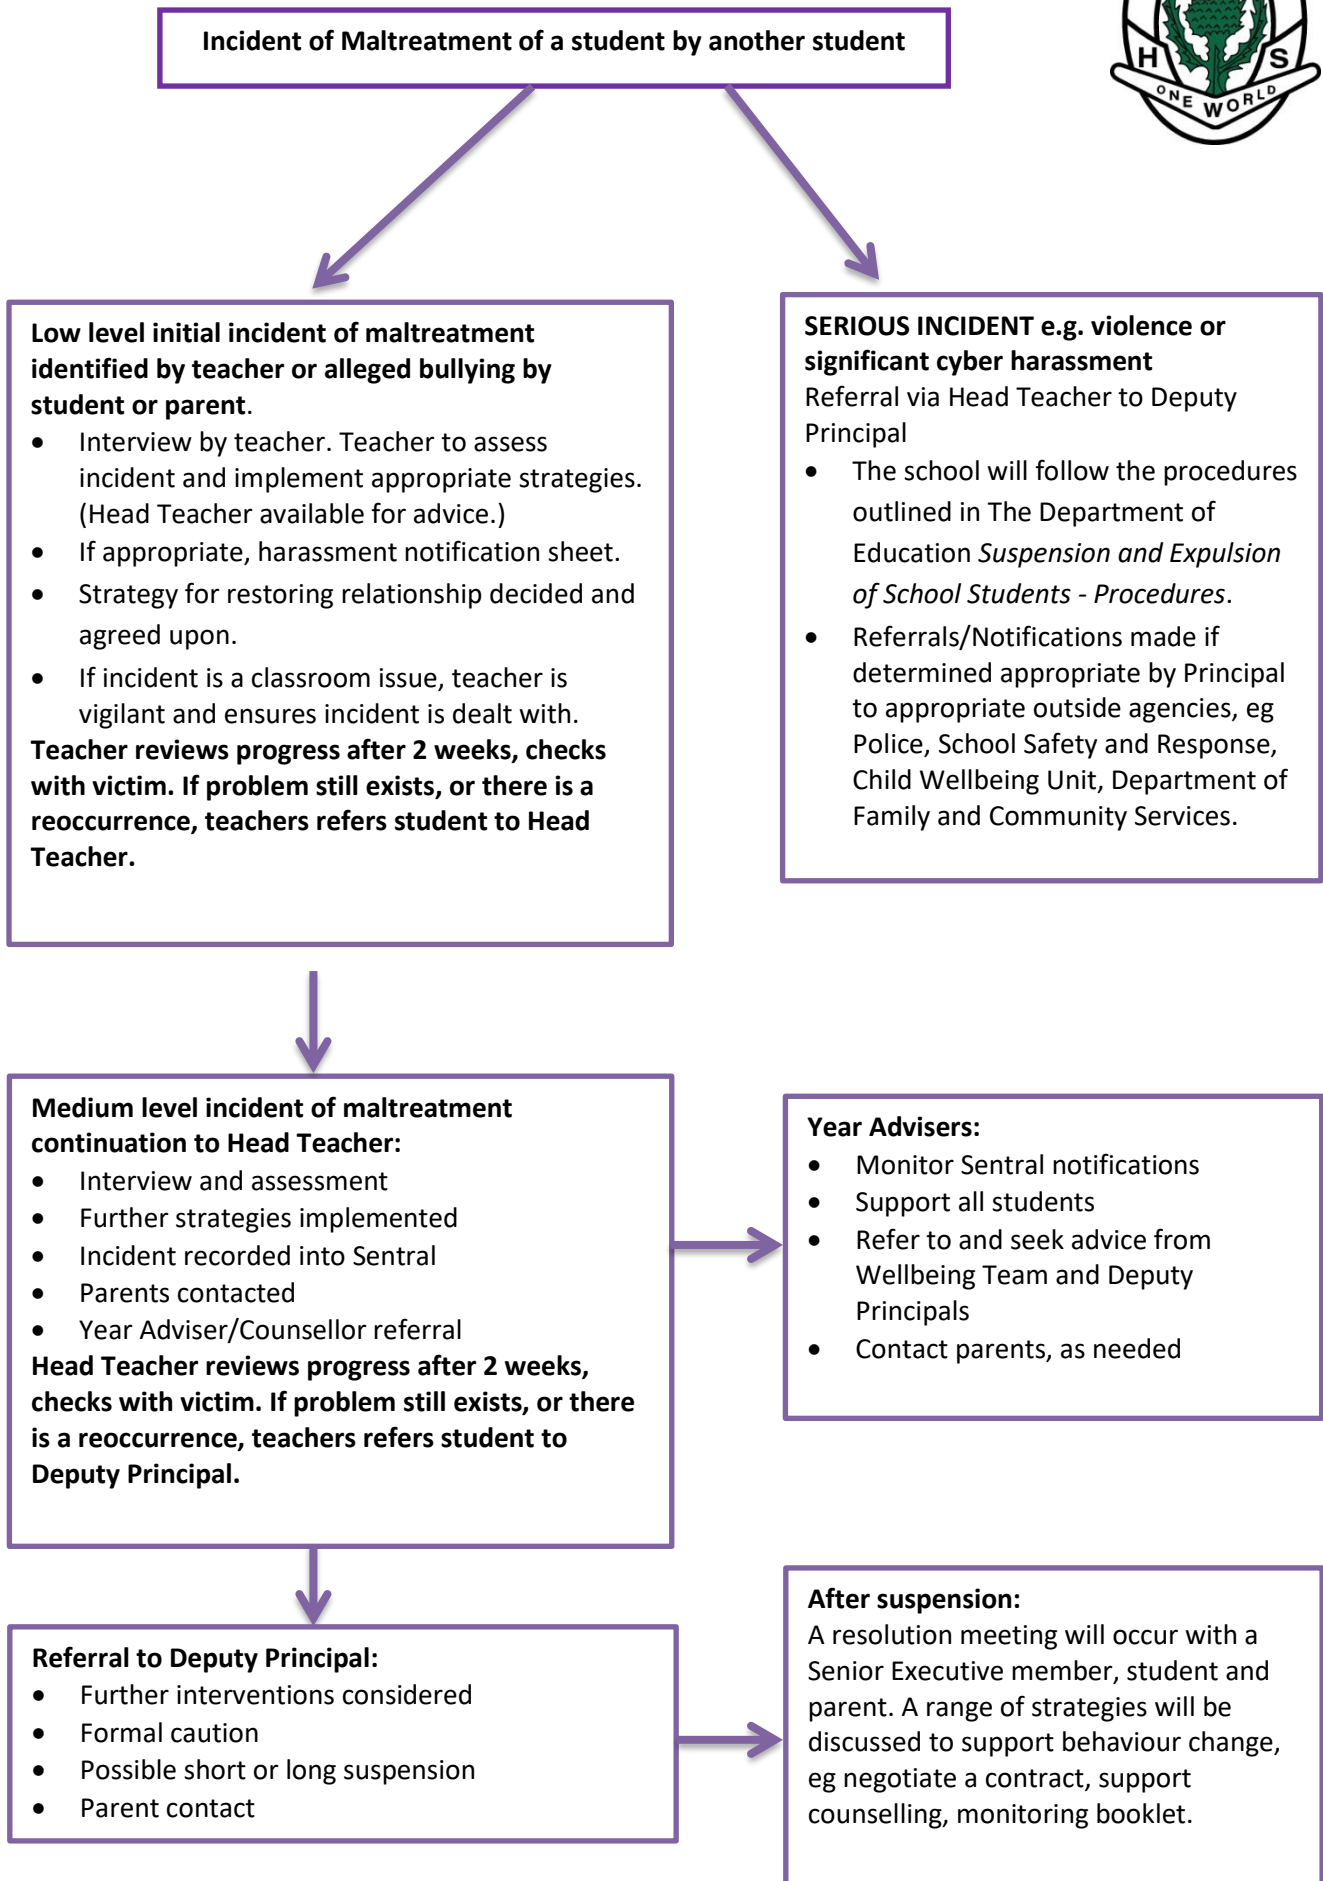 Incident of Maltreatment of a student by another student
H S
ONE WORLD
Low level initial incident of maltreatment
identified by teacher or alleged bullying by
student or parent.
• Interview by teacher. Teacher to assess
incident and implement appropriate strategies.
(Head Teacher available for advice.)
• If appropriate, harassment notification sheet.
• Strategy for restoring relationship decided and
agreed upon.
• If incident is a classroom issue, teacher is
vigilant and ensures incident is dealt with.
Teacher reviews progress after 2 weeks, checks
with victim. If problem still exists, or there is a
reoccurrence, teachers refers student to Head
Teacher.
SERIOUS INCIDENT e.g. violence or
significant cyber harassment
Referral via Head Teacher to Deputy
Principal
• The school will follow the procedures
outlined in The Department of
Education Suspension and Expulsion
of School Students - Procedures.
• Referrals/Notifications made if
determined appropriate by Principal
to appropriate outside agencies, eg
Police, School Safety and Response,
Child Wellbeing Unit, Department of
Family and Community Services.
Medium level incident of maltreatment
continuation to Head Teacher:
• Interview and assessment
• Further strategies implemented
• Incident recorded into Sentral
• Parents contacted
• Year Adviser/Counsellor referral
Head Teacher reviews progress after 2 weeks,
checks with victim. If problem still exists, or there
is a reoccurrence, teachers refers student to
Deputy Principal.
Year Advisers:
• Monitor Sentral notifications
• Support all students
• Refer to and seek advice from
Wellbeing Team and Deputy
Principals
• Contact parents, as needed
Referral to Deputy Principal:
• Further interventions considered
• Formal caution
• Possible short or long suspension
• Parent contact
After suspension:
A resolution meeting will occur with a
Senior Executive member, student and
parent. A range of strategies will be
discussed to support behaviour change,
eg negotiate a contract, support
counselling, monitoring booklet.